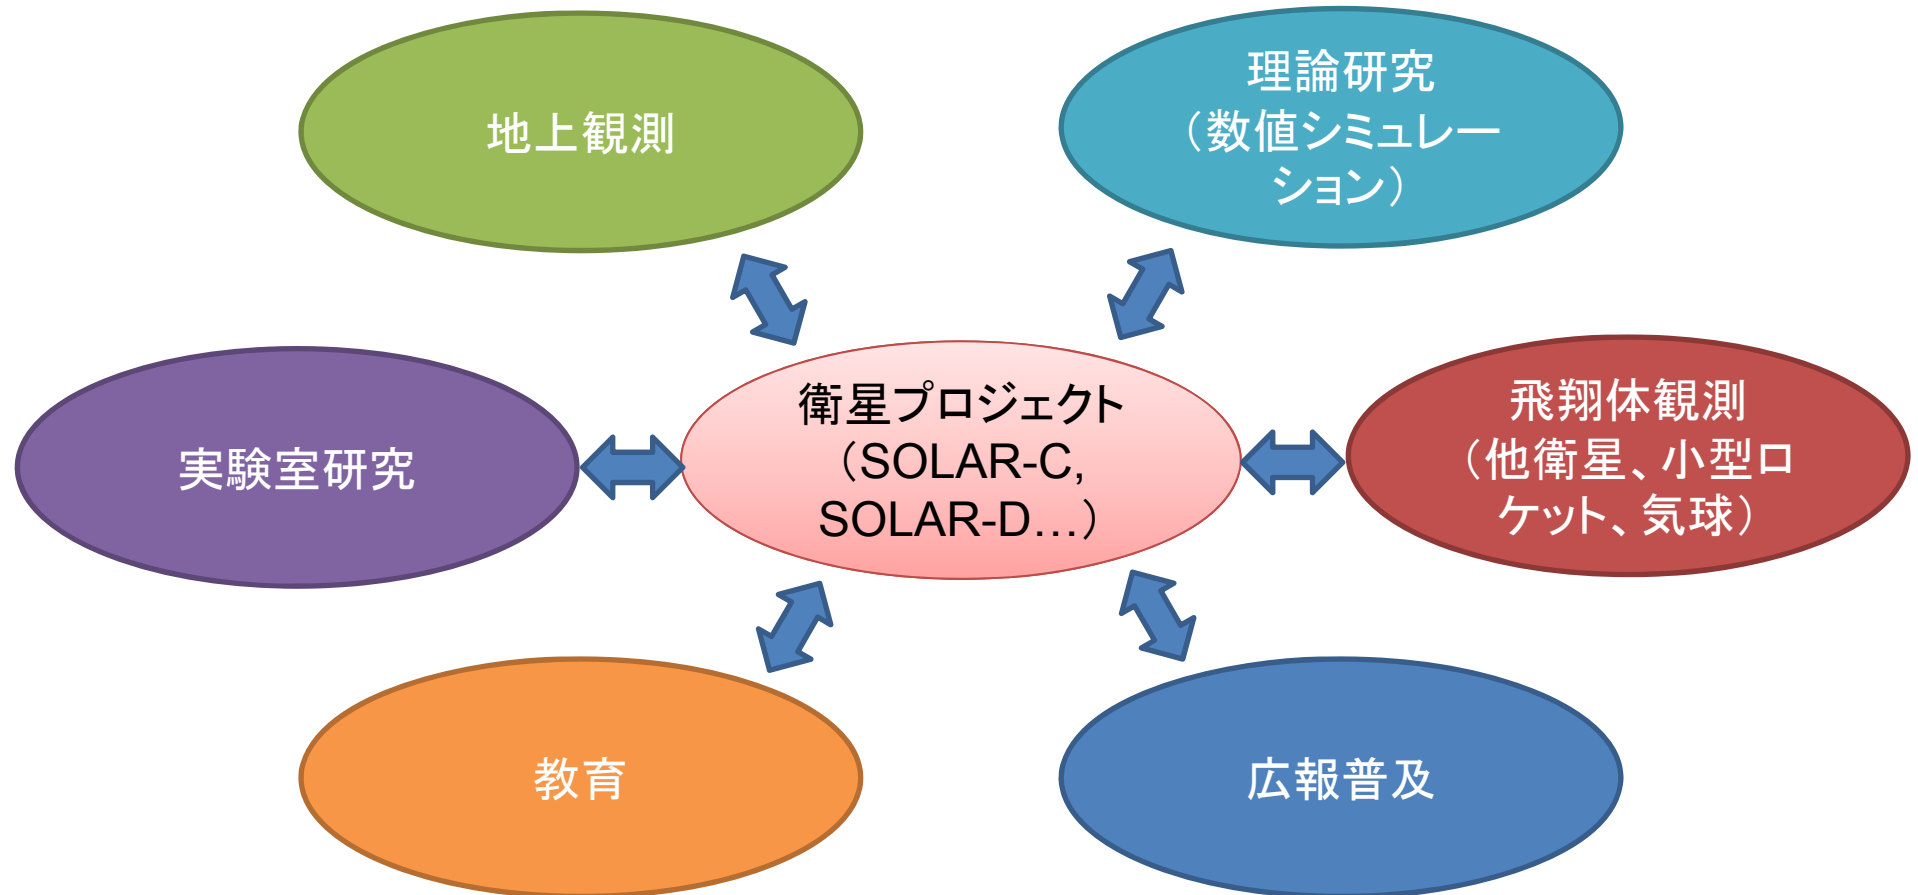 地上観測
理論研究
（数値シミュレー
ション）
実験室研究
衛星プロジェクト
（SOLAR-C,
SOLAR-D…）
飛翔体観測
（他衛星、小型ロ
ケット、気球）
教育
広報普及